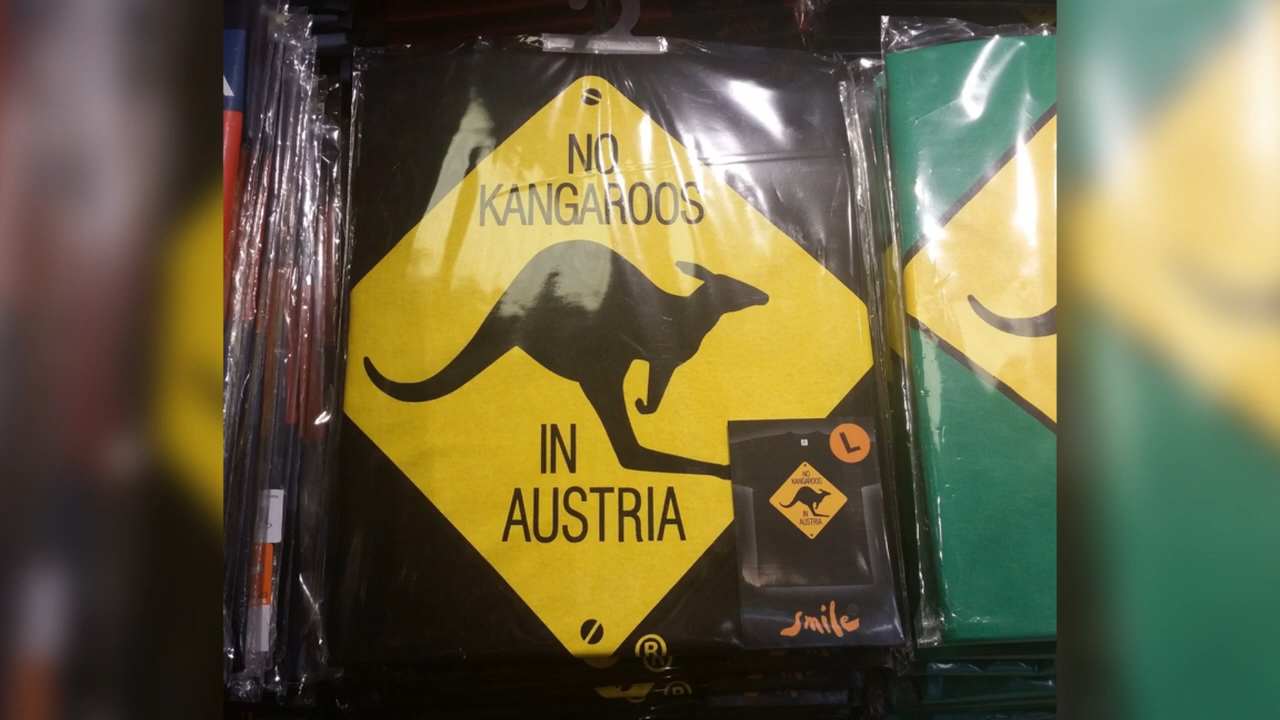 NO
KANGAROOS
IN
AUSTRIA
L
NO
KANGAROOS
IN
AUSTRIA
smile
®